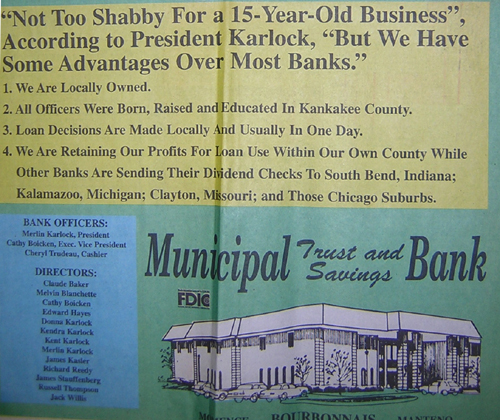 “Not Too Shabby For a 15-Year-Old Business”,
According to President Karlock, “But We Have
Some Advantages Over Most Banks.”
1. We Are Locally Owned.
2. All Officers Were Born, Raised and Educated In Kankakee County.
3. Loan Decisions Are Made Locally And Usually In One Day.
4. We Are Retaining Our Profits For Loan Use Within Our Own County While
Other Banks Are Sending Their Dividend Checks To South Bend, Indiana;
Kalamazoo, Michigan; Clayton, Missouri; and Those Chicago Suburbs.
BANK OFFICERS:
Merlin Karlock, President
Cathy Boicken, Exec. Vice President
Cheryl Trudeau, Cashier
DIRECTORS:
Claude Baker
Melvin Blanchette
Cathy Boicken
Edward Hayes
Donna Karlock
Kendra Karlock
Kent Karlock
Merlin Karlock
James Kasler
Richard Reedy
James Stauffenberg
Russell Thompson
Jack Willis
Municipal Trust and Savings Bank
FDIC
MOMENCE BOURBONNAIS MANTENO